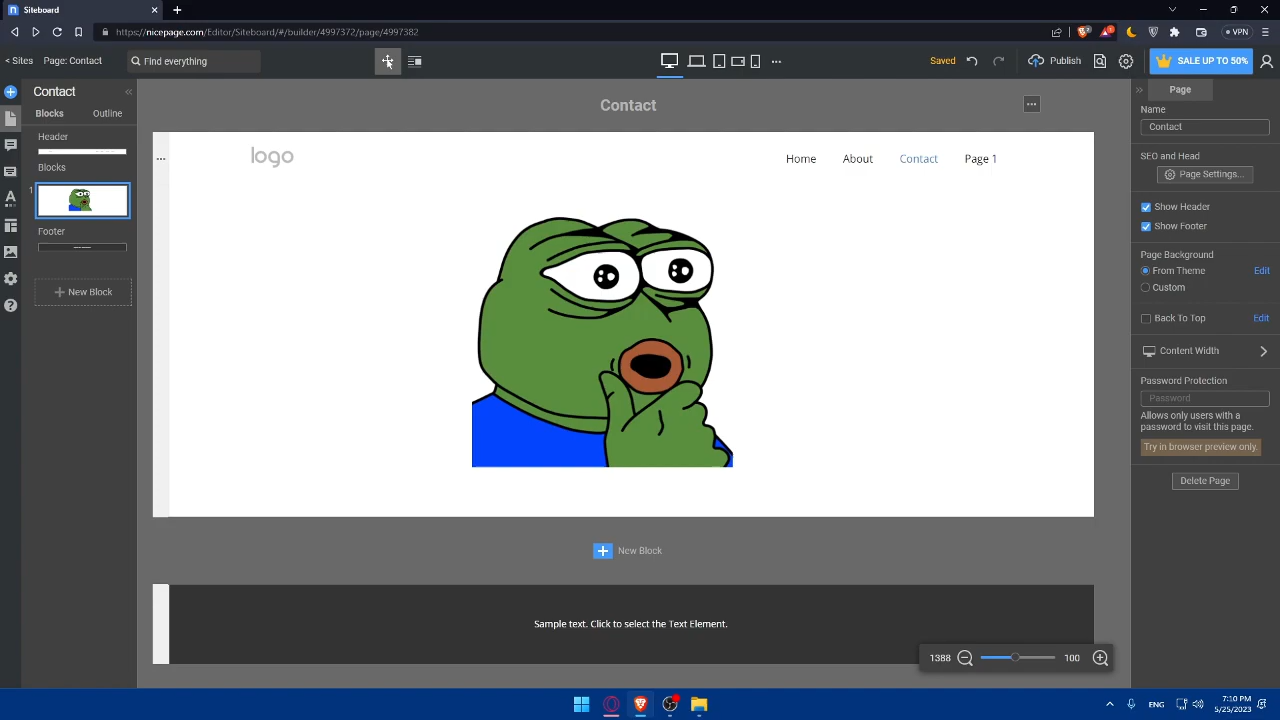 Siteboard
https://nicepage.com/Editor/Siteboard/#/builder/4997372/page/4997382
VPN
< Sites
Page: Contact
Find everything
Saved
Publish
SALE UP TO 50%
Contact
Blocks
Outline
Header
Blocks
1
Footer
New Block
Contact
logo
Home
About
Contact
Page 1
New Block
Sample text. Click to select the Text Element.
1388
100
Page
Name
Contact
SEO and Head
Page Settings...
Show Header
Show Footer
Page Background
From Theme
Edit
Custom
Back To Top
Edit
Content Width
Password Protection
Password
Allows only users with a
password to visit this page.
Try in browser preview only.
Delete Page
ENG
7:10 PM
5/25/2023